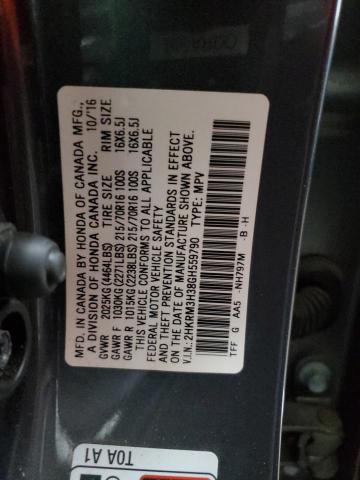 MFD. IN CANADA BY HONDA OF CANADA MFG.,
A DIVISION OF HONDA CANADA INC. 10/'16
TIRE SIZE RIM SIZE
GVWR 2025KG (4464LBS)
GAWR F 1030KG (2271LBS) 215/70R16 100S 16X6.5J
GAWR R 1015KG (2238LBS) 215/70R16 100S 16X6.5J
THIS VEHICLE CONFORMS TO ALL APPLICABLE
FEDERAL MOTOR VEHICLE SAFETY
AND THEFT PREVENTION STANDARDS IN EFFECT
ON THE DATE OF MANUFACTURE SHOWN ABOVE.
V.I.N.: 2HKRM3H38GH559790 TYPE: MPV
TFF G AA5 -NH797M -B-H
T0A A1